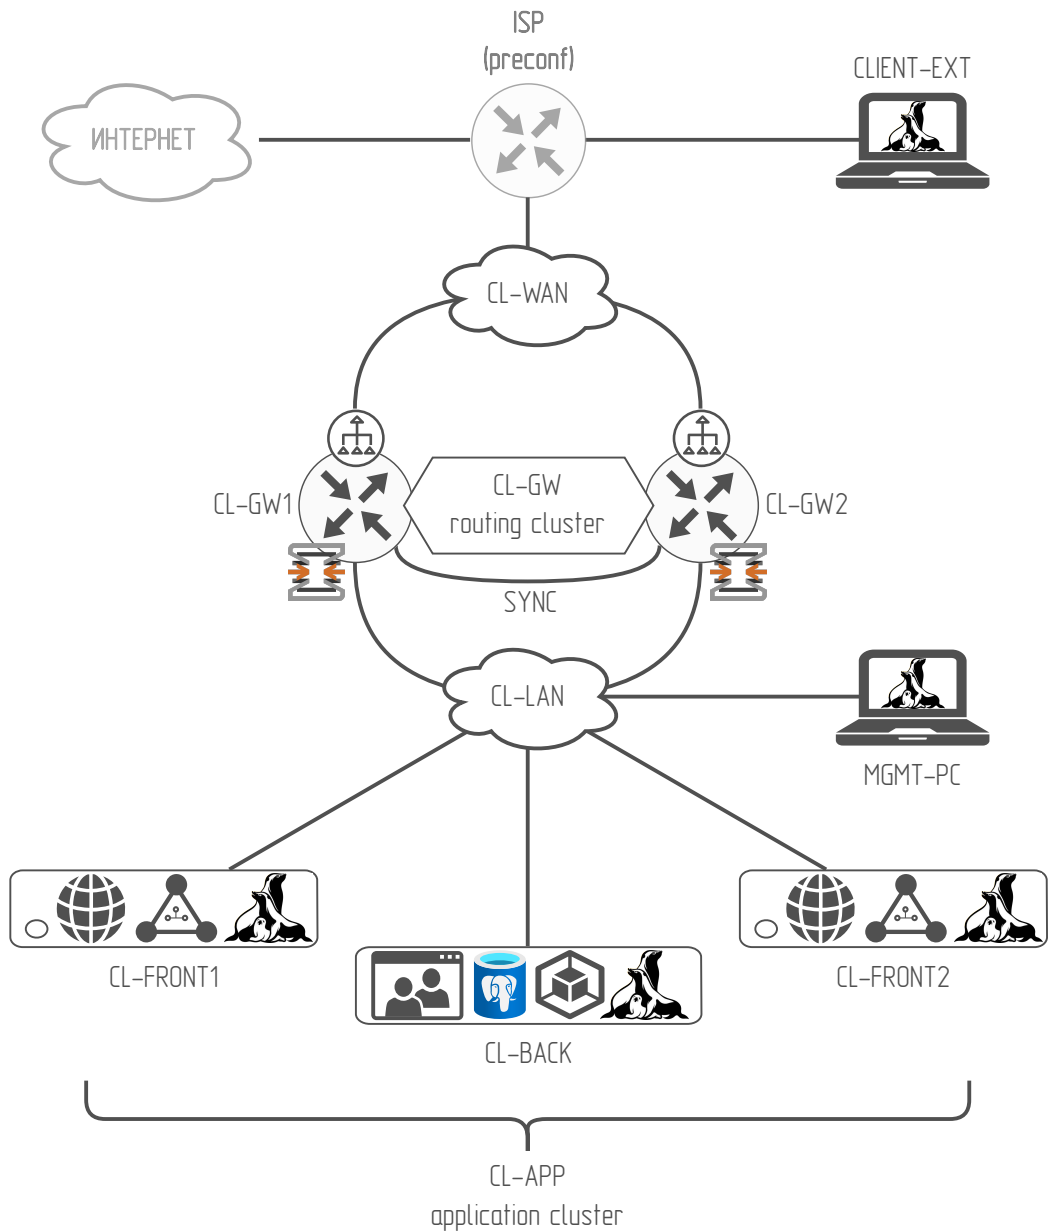 ISP
(preconf)
CLIENT-EXT
ИНТЕРНЕТ
CL-WAN
CL-GW1
CL-GW
routing cluster
CL-GW2
SYNC
CL-LAN
MGMT-PC
CL-FRONT1
CL-FRONT2
CL-BACK
CL-APP
application cluster